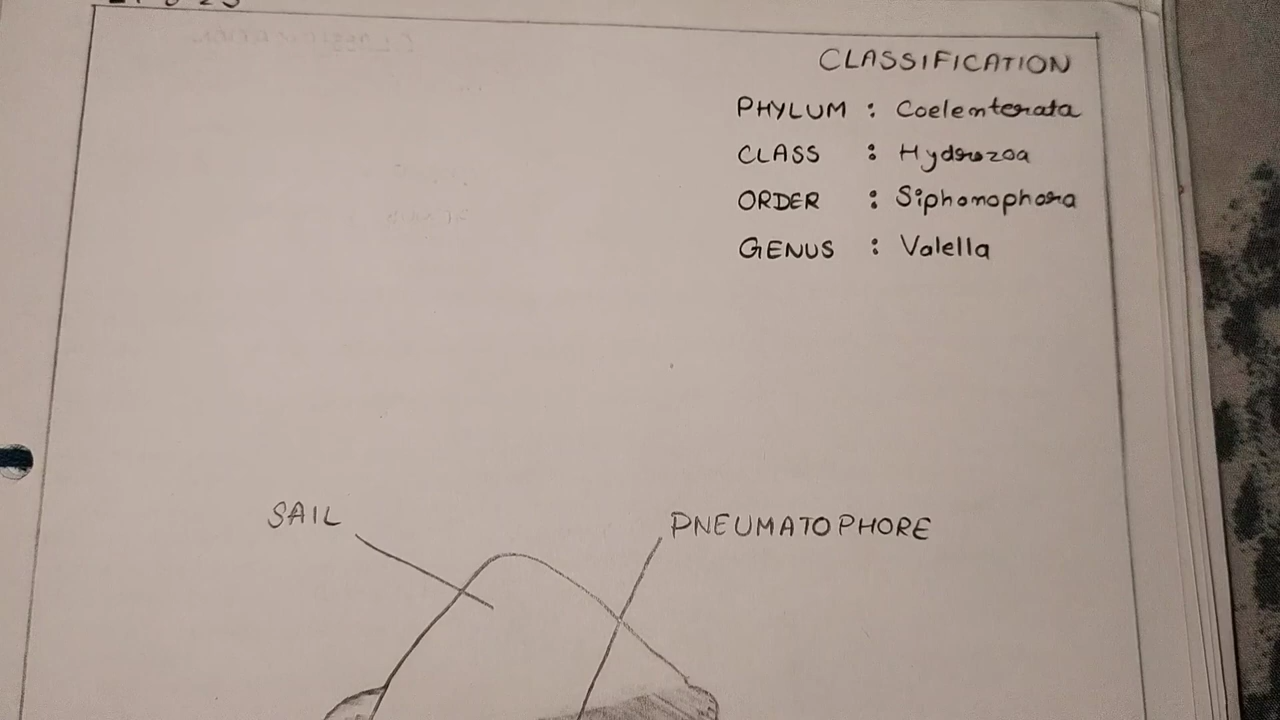 CLASSIFICATION
PHYLUM : Coelenterata
CLASS : Hydrozoa
ORDER : Siphonophora
GENUS : Valella
SAIL
PNEUMATOPHORE